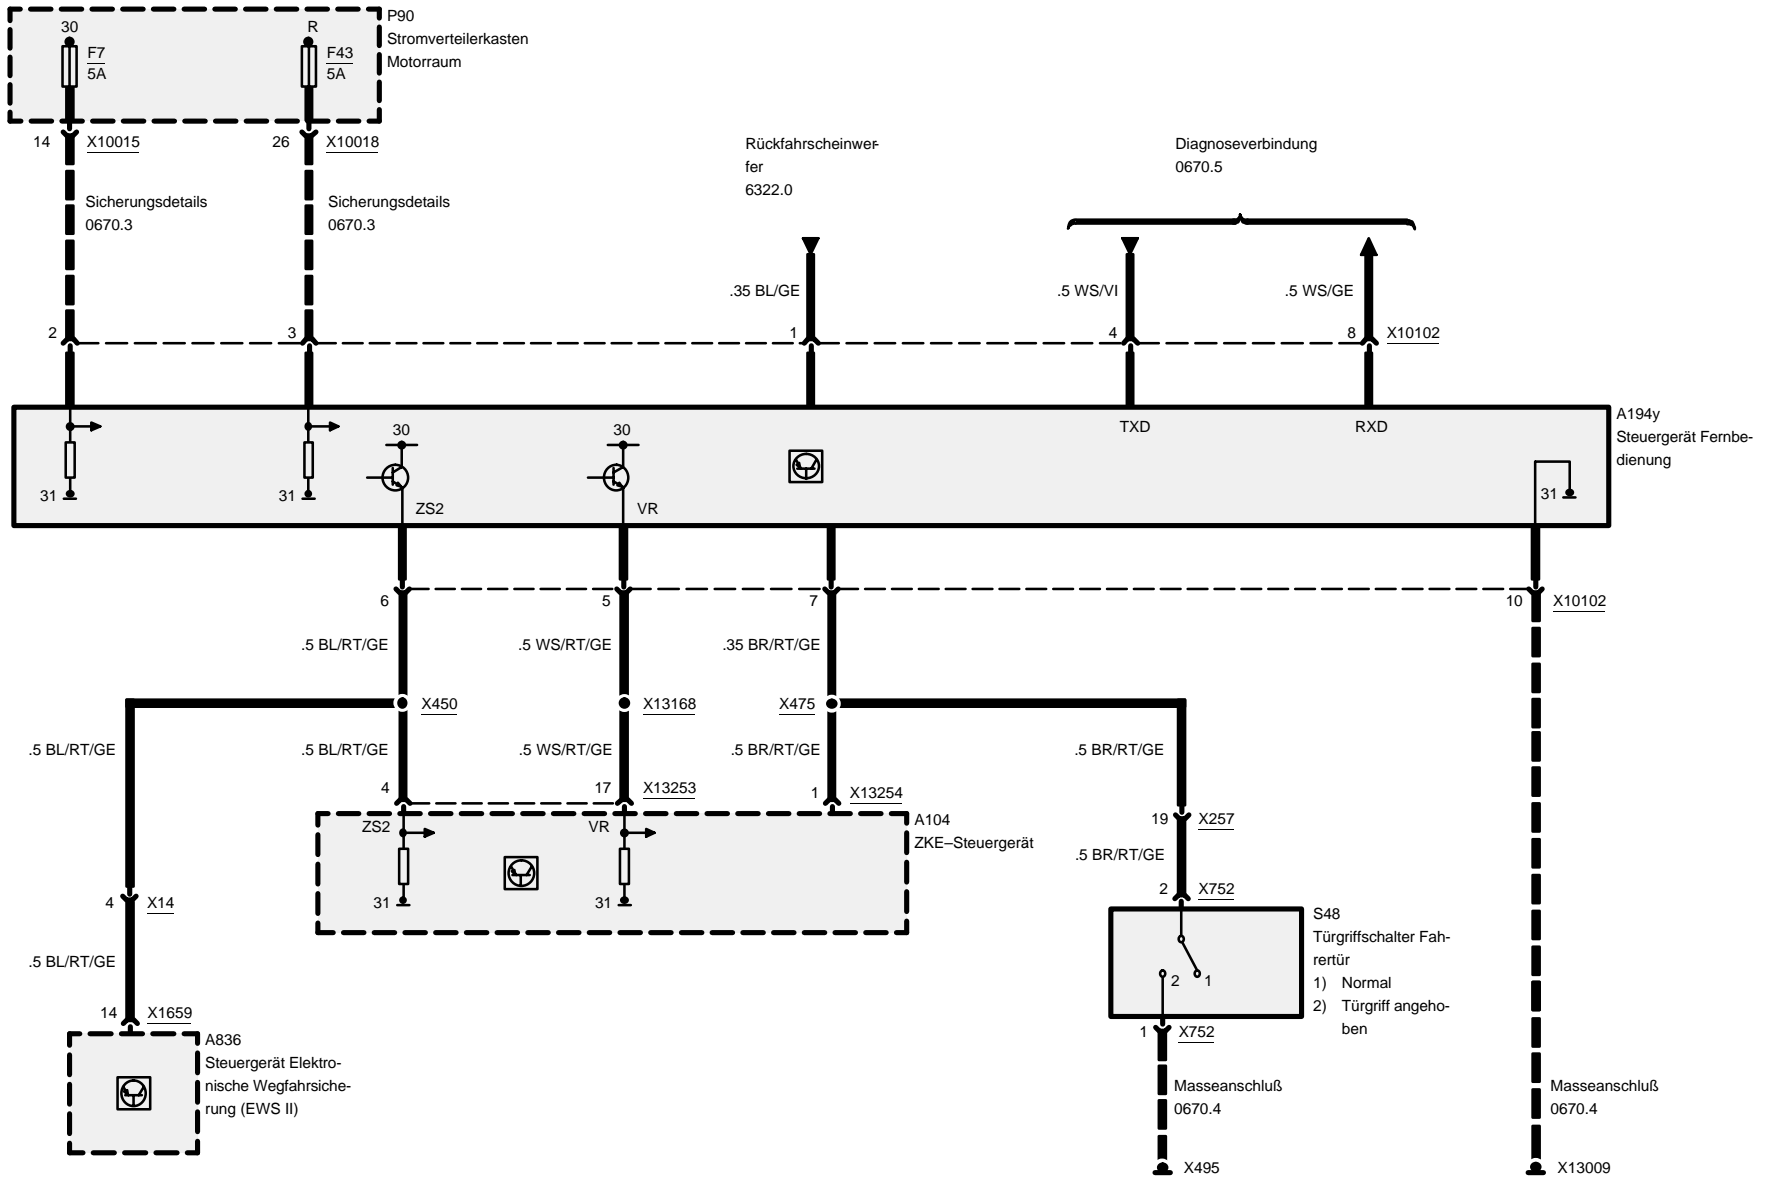 30
R
P90
Stromverteilerkasten
Motorraum
F7
5A
F43
5A
14
X10015
26
X10018
Rückfahrscheinwer-
fer
6322.0
Diagnoseverbindung
0670.5
Sicherungsdetails
0670.3
Sicherungsdetails
0670.3
.35 BL/GE
.5 WS/VI
.5 WS/GE
2
3
1
4
8
X10102
A194y
Steuergerät Fernbe-
dienung
TXD
RXD
30
30
31
31
31
ZS2
VR
6
5
7
10
X10102
.5 BL/RT/GE
.5 WS/RT/GE
.35 BR/RT/GE
X450
X13168
X475
.5 BL/RT/GE
.5 BL/RT/GE
.5 WS/RT/GE
.5 BR/RT/GE
.5 BR/RT/GE
4
17
X13253
1
X13254
A104
ZKE–Steuergerät
ZS2
VR
31
31
19
X257
.5 BR/RT/GE
2
X752
4
X14
.5 BL/RT/GE
S48
Türgriffschalter Fah-
rertür
1) Normal
2) Türgriff angeho-
ben
2
1
1
X752
14
X1659
A836
Steuergerät Elektro-
nische Wegfahrsiche-
rung (EWS II)
Masseanschluß
0670.4
Masseanschluß
0670.4
X495
X13009